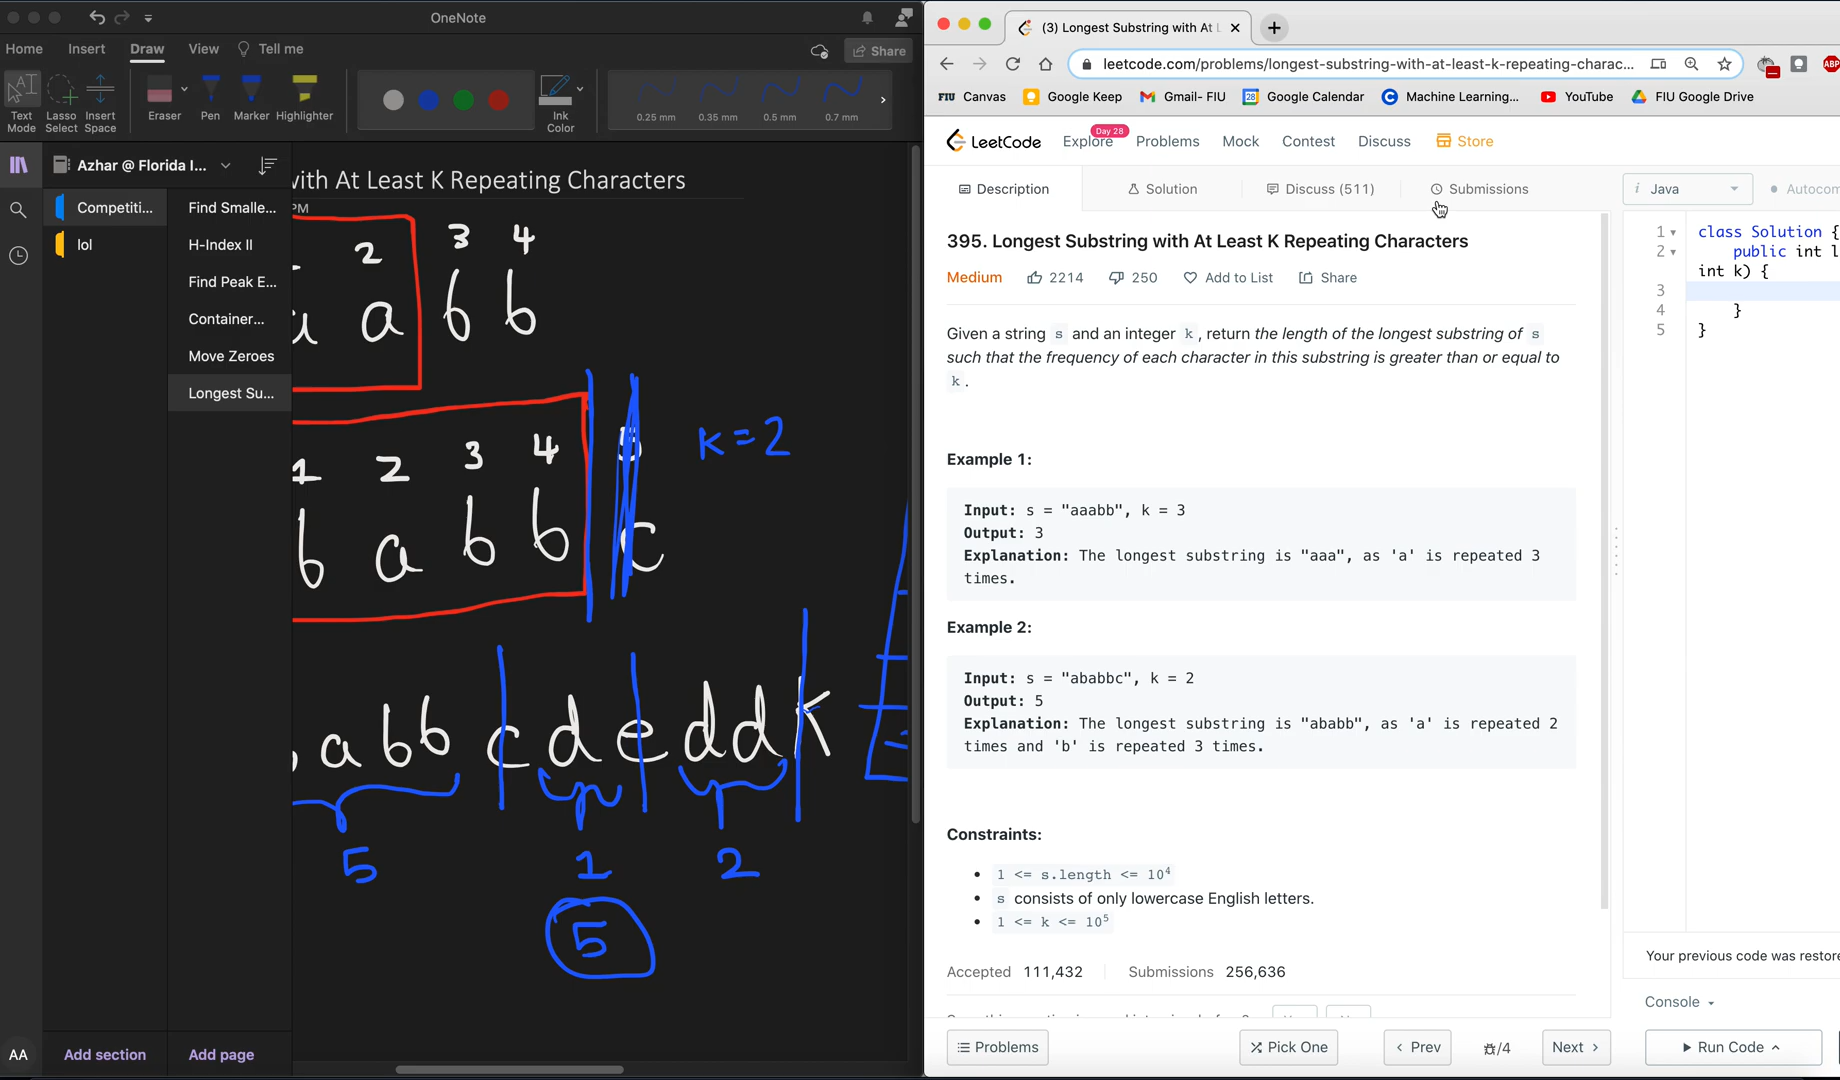 OneNote
Home Insert Draw View Tell me
Share
Text Mode
Lasso Select
Insert Space
Eraser
Pen
Marker
Highlighter
Ink Color
0.25 mm 0.35 mm 0.5 mm 0.7 mm
Azhar @ Florida I...
Competiti...
lol
Find Smalle...
H-Index II
Find Peak E...
Container...
Move Zeroes
Longest Su...
AA
Add section
Add page
with At Least K Repeating Characters
PM
2 3 4
a a b b
1 2 3 4
b a b b c
k=2
a b b c d e d d k
5 1 2
5
(3) Longest Substring with At L
leetcode.com/problems/longest-substring-with-at-least-k-repeating-charac...
ABP
FIU Canvas Google Keep Gmail- FIU 28 Google Calendar C Machine Learning... YouTube FIU Google Drive
LeetCode Explore Day 28 Problems Mock Contest Discuss Store
Description Solution Discuss (511) Submissions
395. Longest Substring with At Least K Repeating Characters
Medium 2214 250 Add to List Share
Given a string s and an integer k, return the length of the longest substring of s
such that the frequency of each character in this substring is greater than or equal to
k.
Example 1:
Input: s = "aaabb", k = 3
Output: 3
Explanation: The longest substring is "aaa", as 'a' is repeated 3
times.
Example 2:
Input: s = "ababbc", k = 2
Output: 5
Explanation: The longest substring is "ababb", as 'a' is repeated 2
times and 'b' is repeated 3 times.
Constraints:
1 <= s.length <= 10⁴
s consists of only lowercase English letters.
1 <= k <= 10⁵
Accepted 111,432 Submissions 256,636
Problems Pick One Prev /4 Next
i Java Autocom
1 class Solution {
2 public int l
int k) {
3
4 }
5 }
Your previous code was restore
Console
Run Code